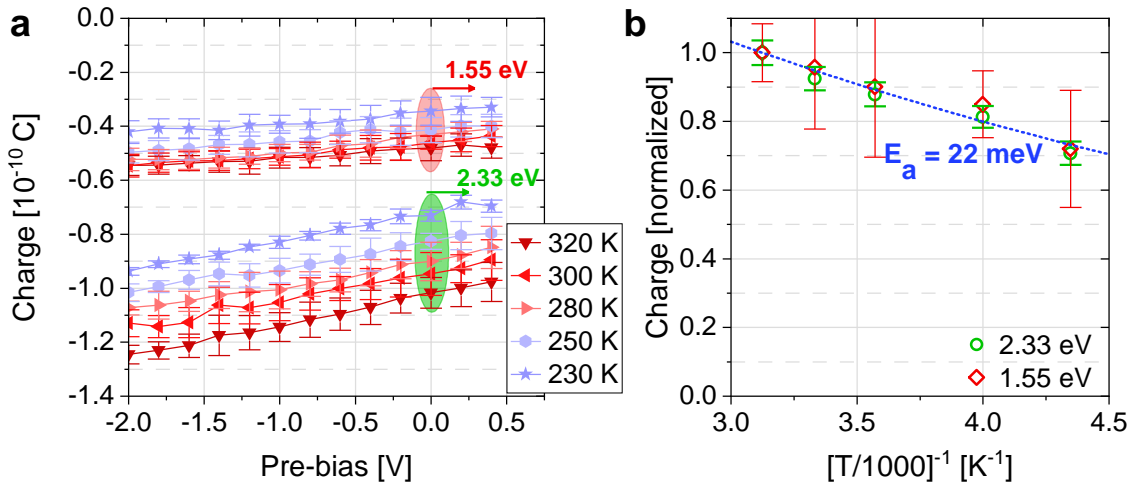 a
0.0
-0.2
-0.4
-0.6
-0.8
-1.0
-1.2
-1.4
Charge [10⁻¹⁰ C]
1.55 eV
2.33 eV
320 K
300 K
280 K
250 K
230 K
-2.0 -1.5 -1.0 -0.5 0.0 0.5
Pre-bias [V]
b
1.0
0.8
0.6
0.4
0.2
0.0
Charge [normalized]
Eₐ = 22 meV
2.33 eV
1.55 eV
3.0 3.5 4.0 4.5
[T/1000]⁻¹ [K⁻¹]